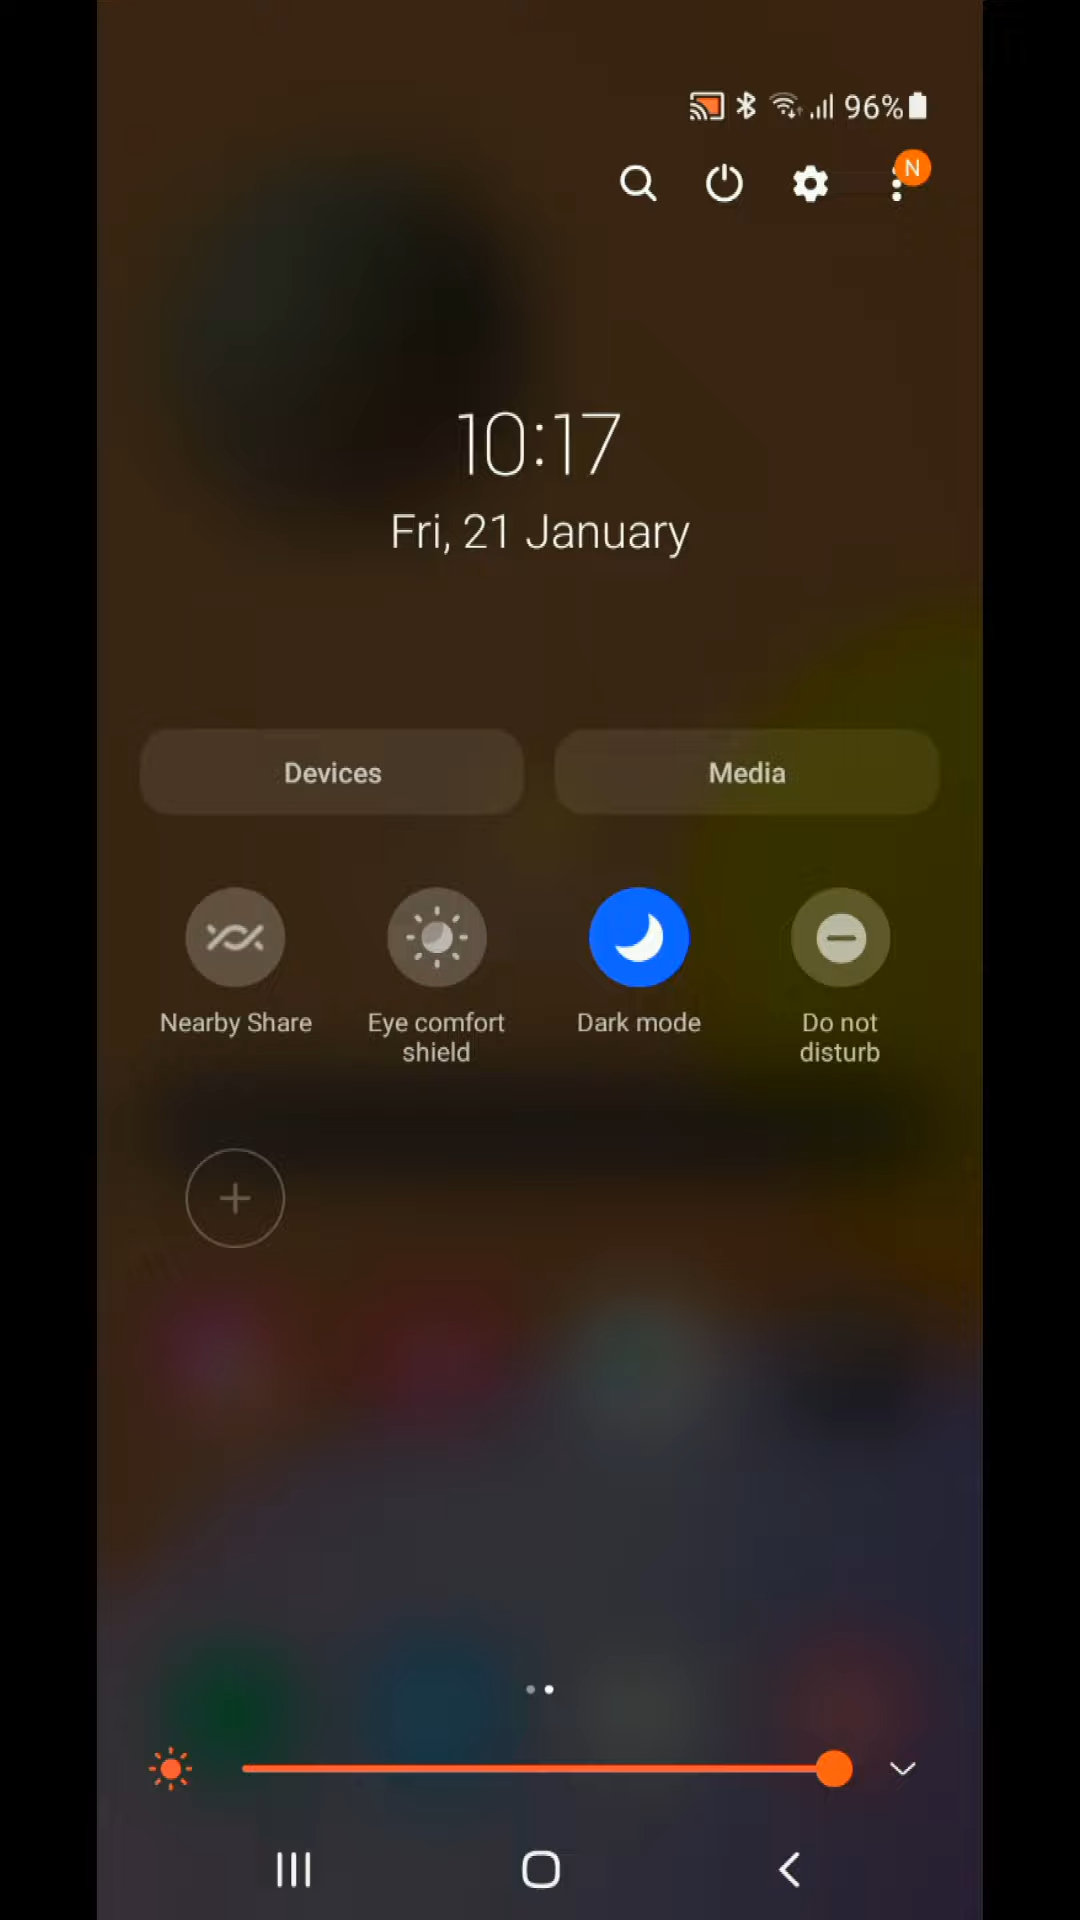 96%
N
10:17
Fri, 21 January
Devices
Media
Nearby Share
Eye comfort
shield
Dark mode
Do not
disturb